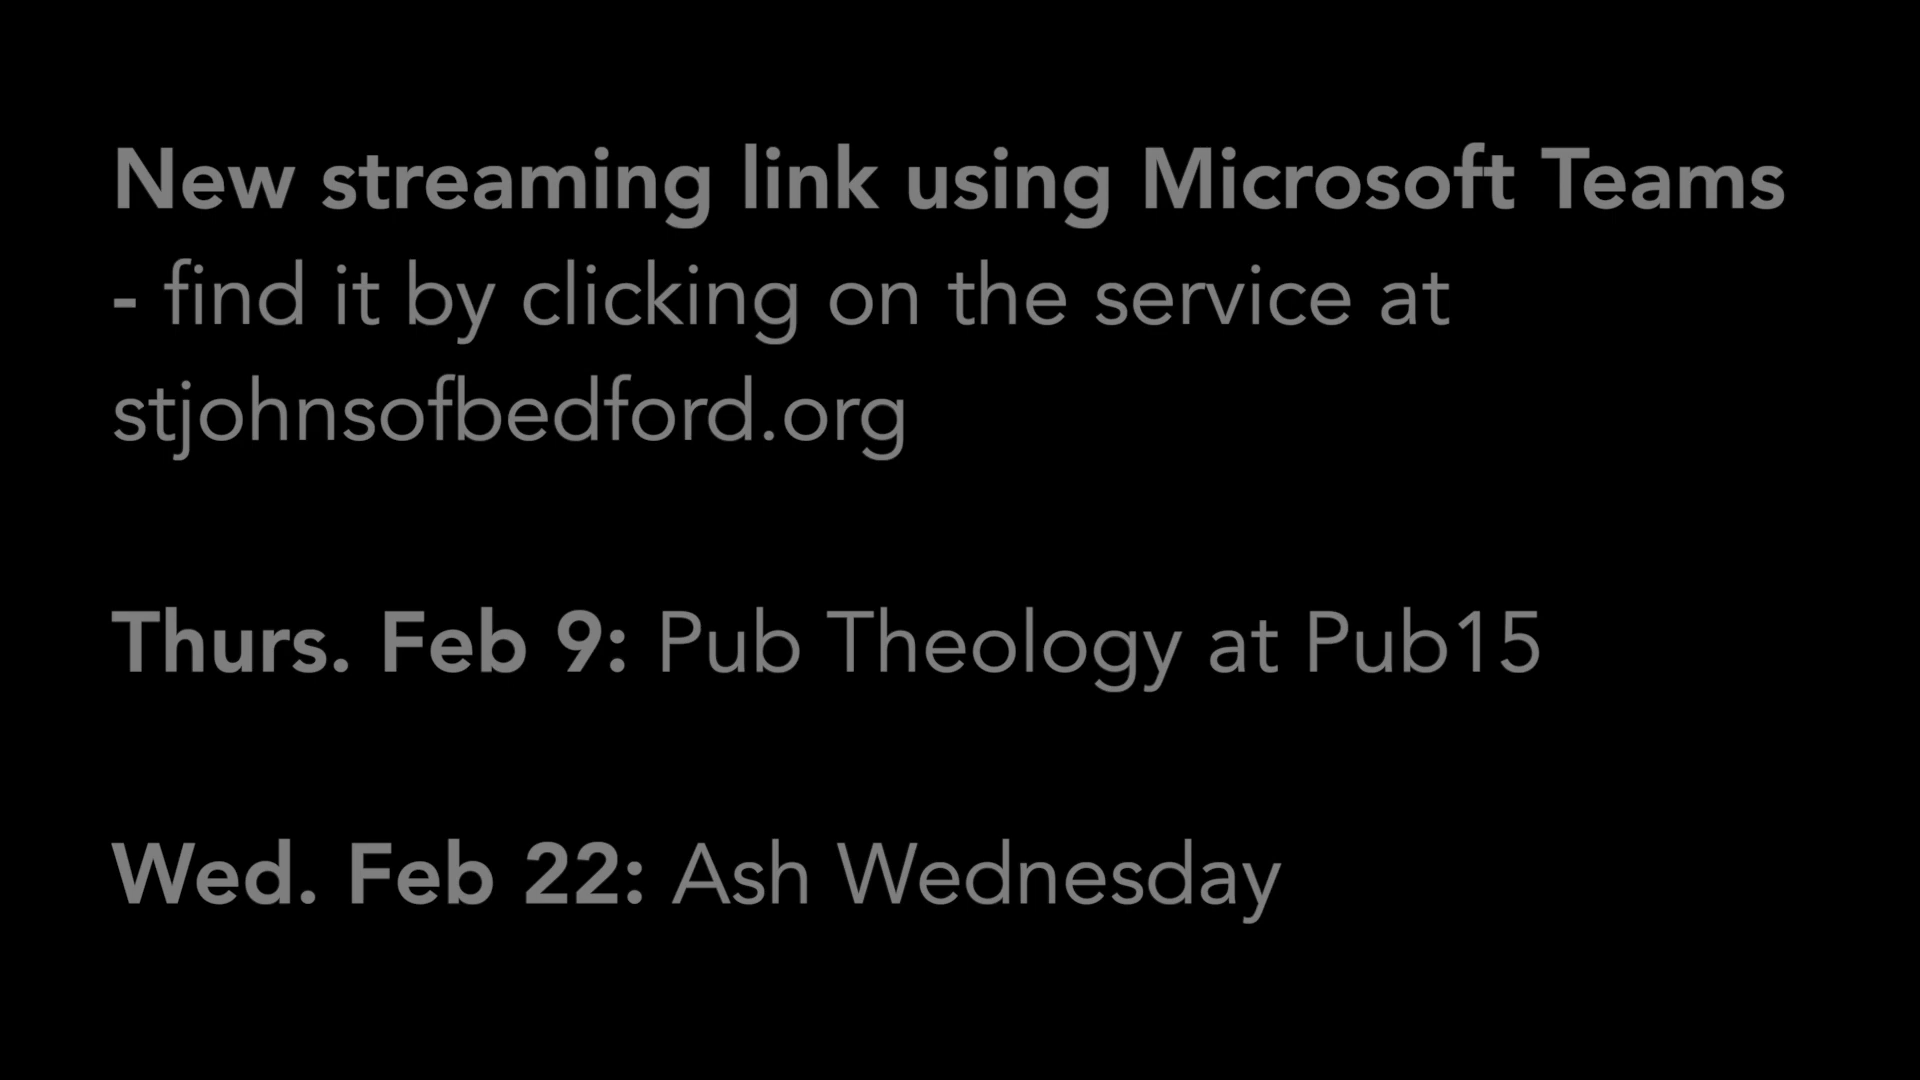 New streaming link using Microsoft Teams
- find it by clicking on the service at
stjohnsofbedford.org
Thurs. Feb 9: Pub Theology at Pub15
Wed. Feb 22: Ash Wednesday